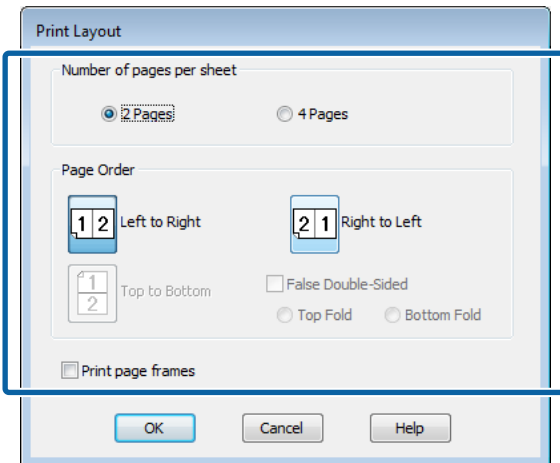 Print Layout
Number of pages per sheet
2 Pages 4 Pages
Page Order
1 2 Left to Right 2 1 Right to Left
1
2 Top to Bottom False Double-Sided
Top Fold Bottom Fold
Print page frames
OK Cancel Help